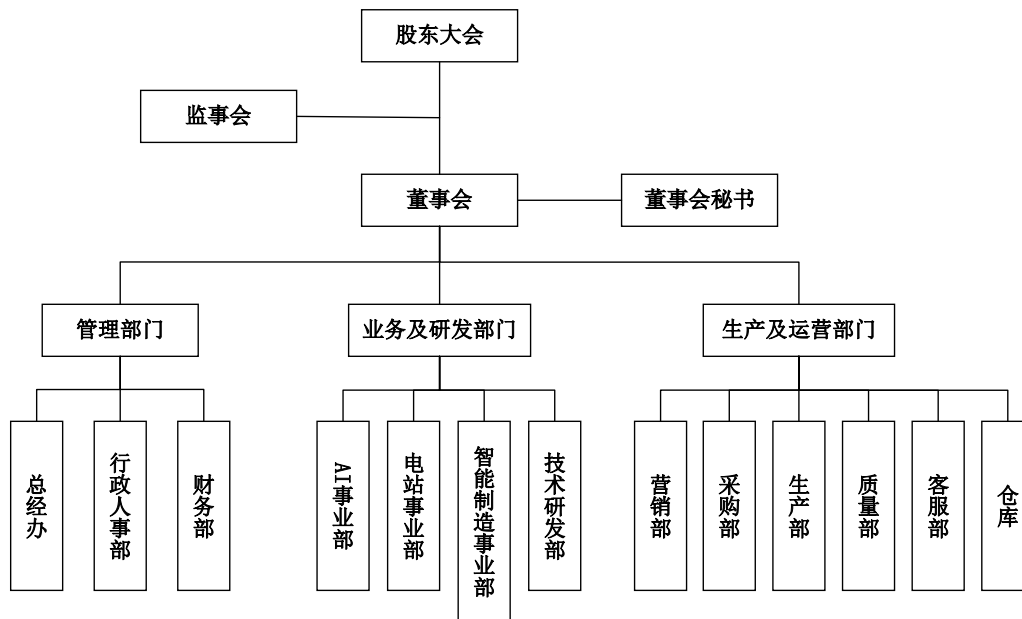 股东大会
监事会
董事会
董事会秘书
管理部门
业务及研发部门
生产及运营部门
总经办
行政人事部
财务部
AI事业部
电站事业部
智能制造事业部
技术研发部
营销部
采购部
生产部
质量部
客服部
仓库